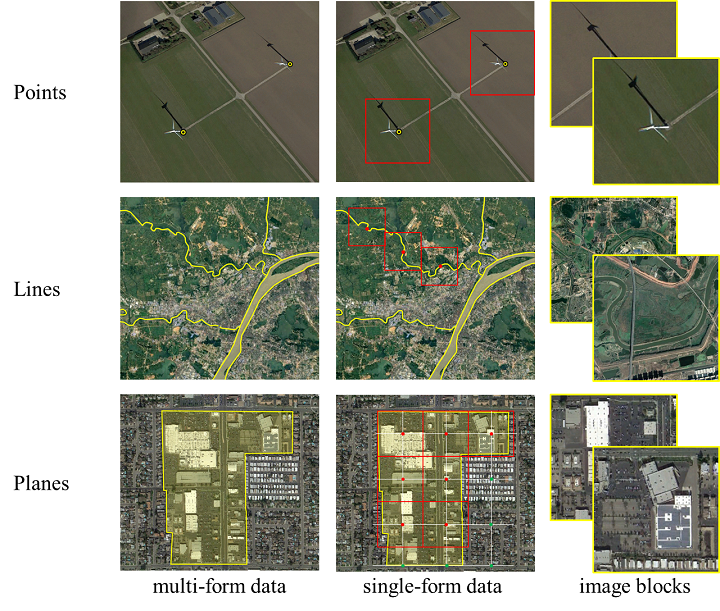 Points
Lines
Planes
multi-form data
single-form data
image blocks